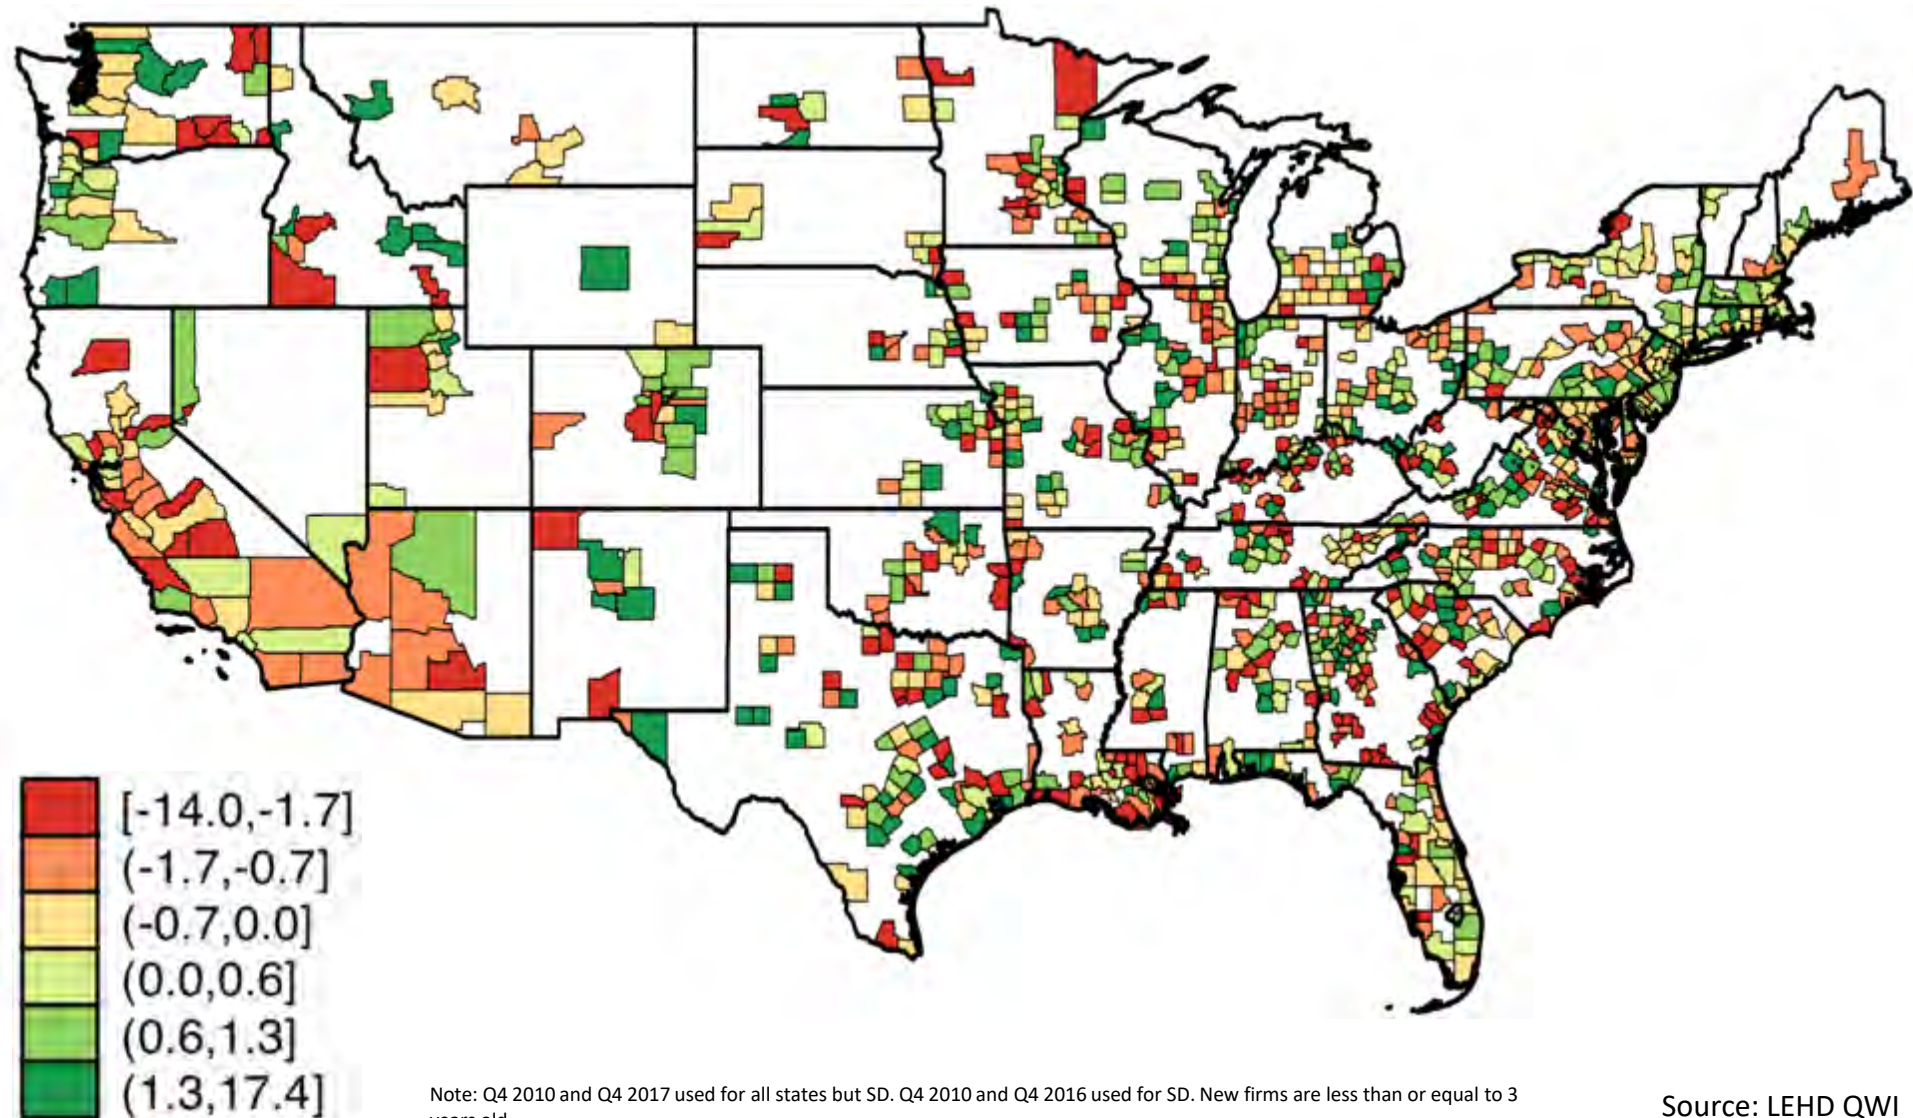 [-14.0,-1.7]
(-1.7,-0.7]
(-0.7,0.0]
(0.0,0.6]
(0.6,1.3]
(1.3,17.4]
Note: Q4 2010 and Q4 2017 used for all states but SD. Q4 2010 and Q4 2016 used for SD. New firms are less than or equal to 3
years old
Source: LEHD QWI